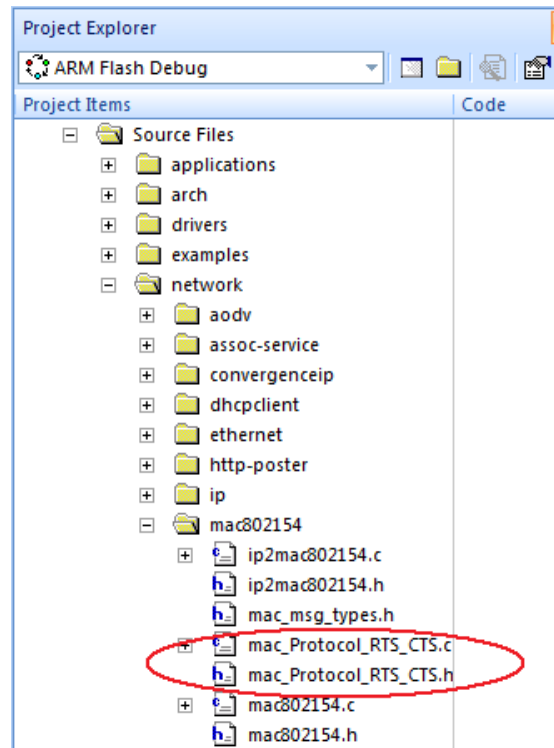 Project Explorer
ARM Flash Debug
Project Items Code
Source Files
applications
arch
drivers
examples
network
aodv
assoc-service
convergenceip
dhcpclient
ethernet
http-poster
ip
mac802154
ip2mac802154.c
ip2mac802154.h
mac_msg_types.h
mac_Protocol_RTS_CTS.c
mac_Protocol_RTS_CTS.h
mac802154.c
mac802154.h